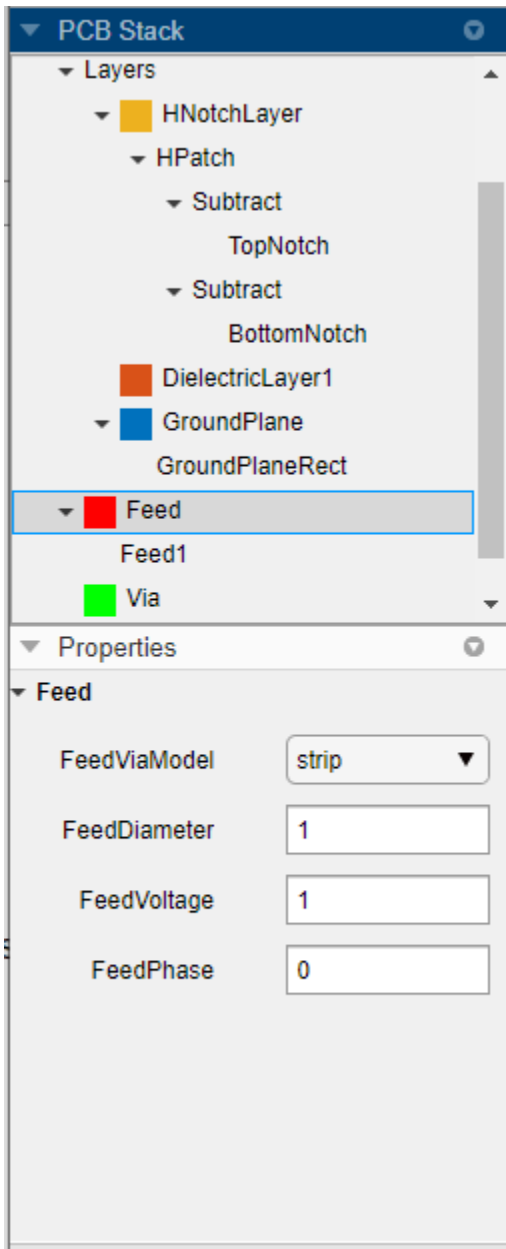 PCB Stack
Layers
HNotchLayer
HPatch
Subtract
TopNotch
Subtract
BottomNotch
DielectricLayer1
GroundPlane
GroundPlaneRect
Feed
Feed1
Via
Properties
Feed
FeedViaModel strip
FeedDiameter 1
FeedVoltage 1
FeedPhase 0